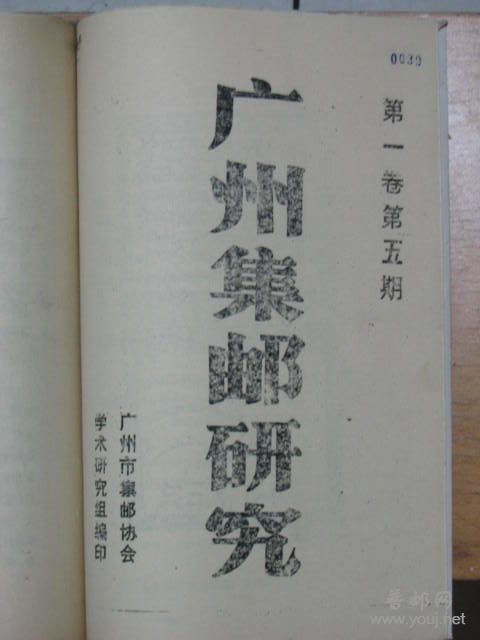 0030
第一卷第五期
广州集邮研究
广州市集邮协会
学术研究组编印
普邮网
www.youj.net